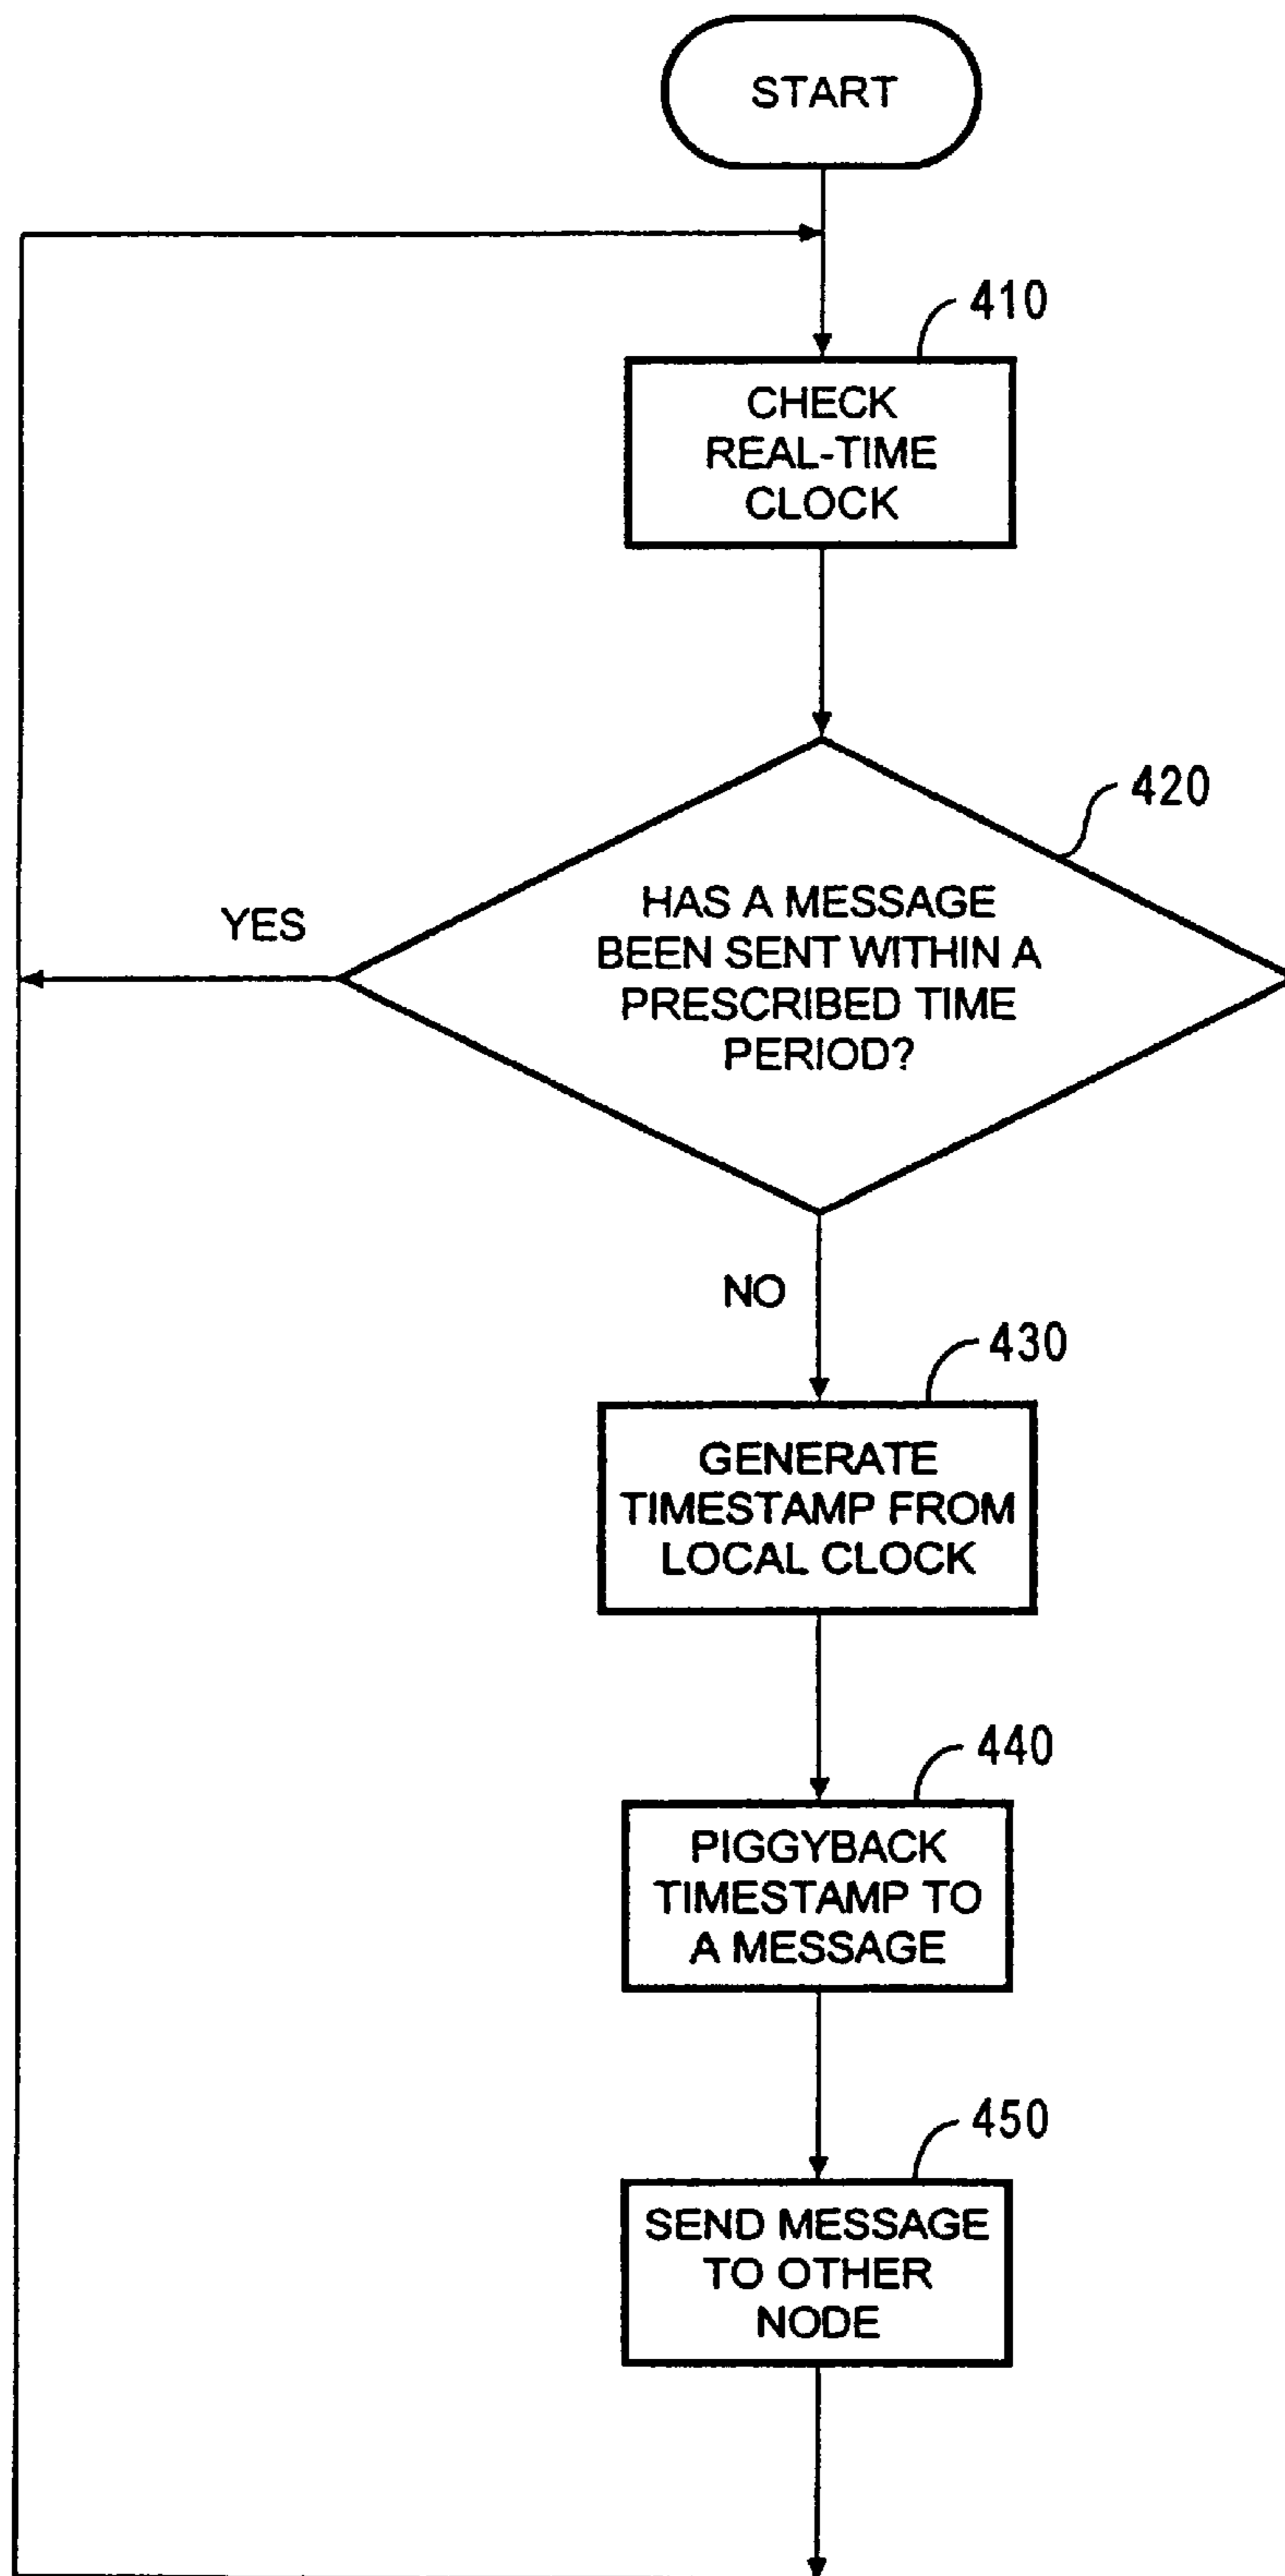 START
410
CHECK
REAL-TIME
CLOCK
420
HAS A MESSAGE
BEEN SENT WITHIN A
PRESCRIBED TIME
PERIOD?
YES
NO
430
GENERATE
TIMESTAMP FROM
LOCAL CLOCK
440
PIGGYBACK
TIMESTAMP TO
A MESSAGE
450
SEND MESSAGE
TO OTHER
NODE